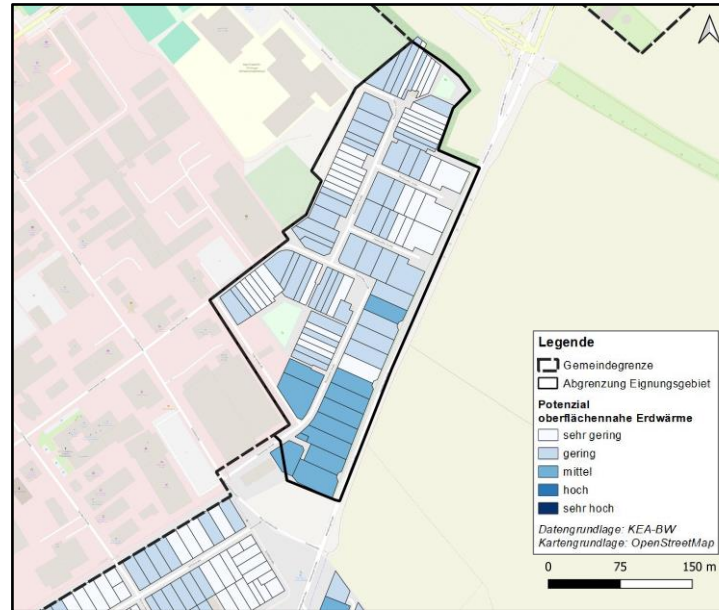 Legende
Gemeindegrenze
Abgrenzung Eignungsgebiet
Potenzial
oberflächennahe Erdwärme
sehr gering
gering
mittel
hoch
sehr hoch
Datengrundlage: KEA-BW
Kartengrundlage: OpenStreetMap
0 75 150 m